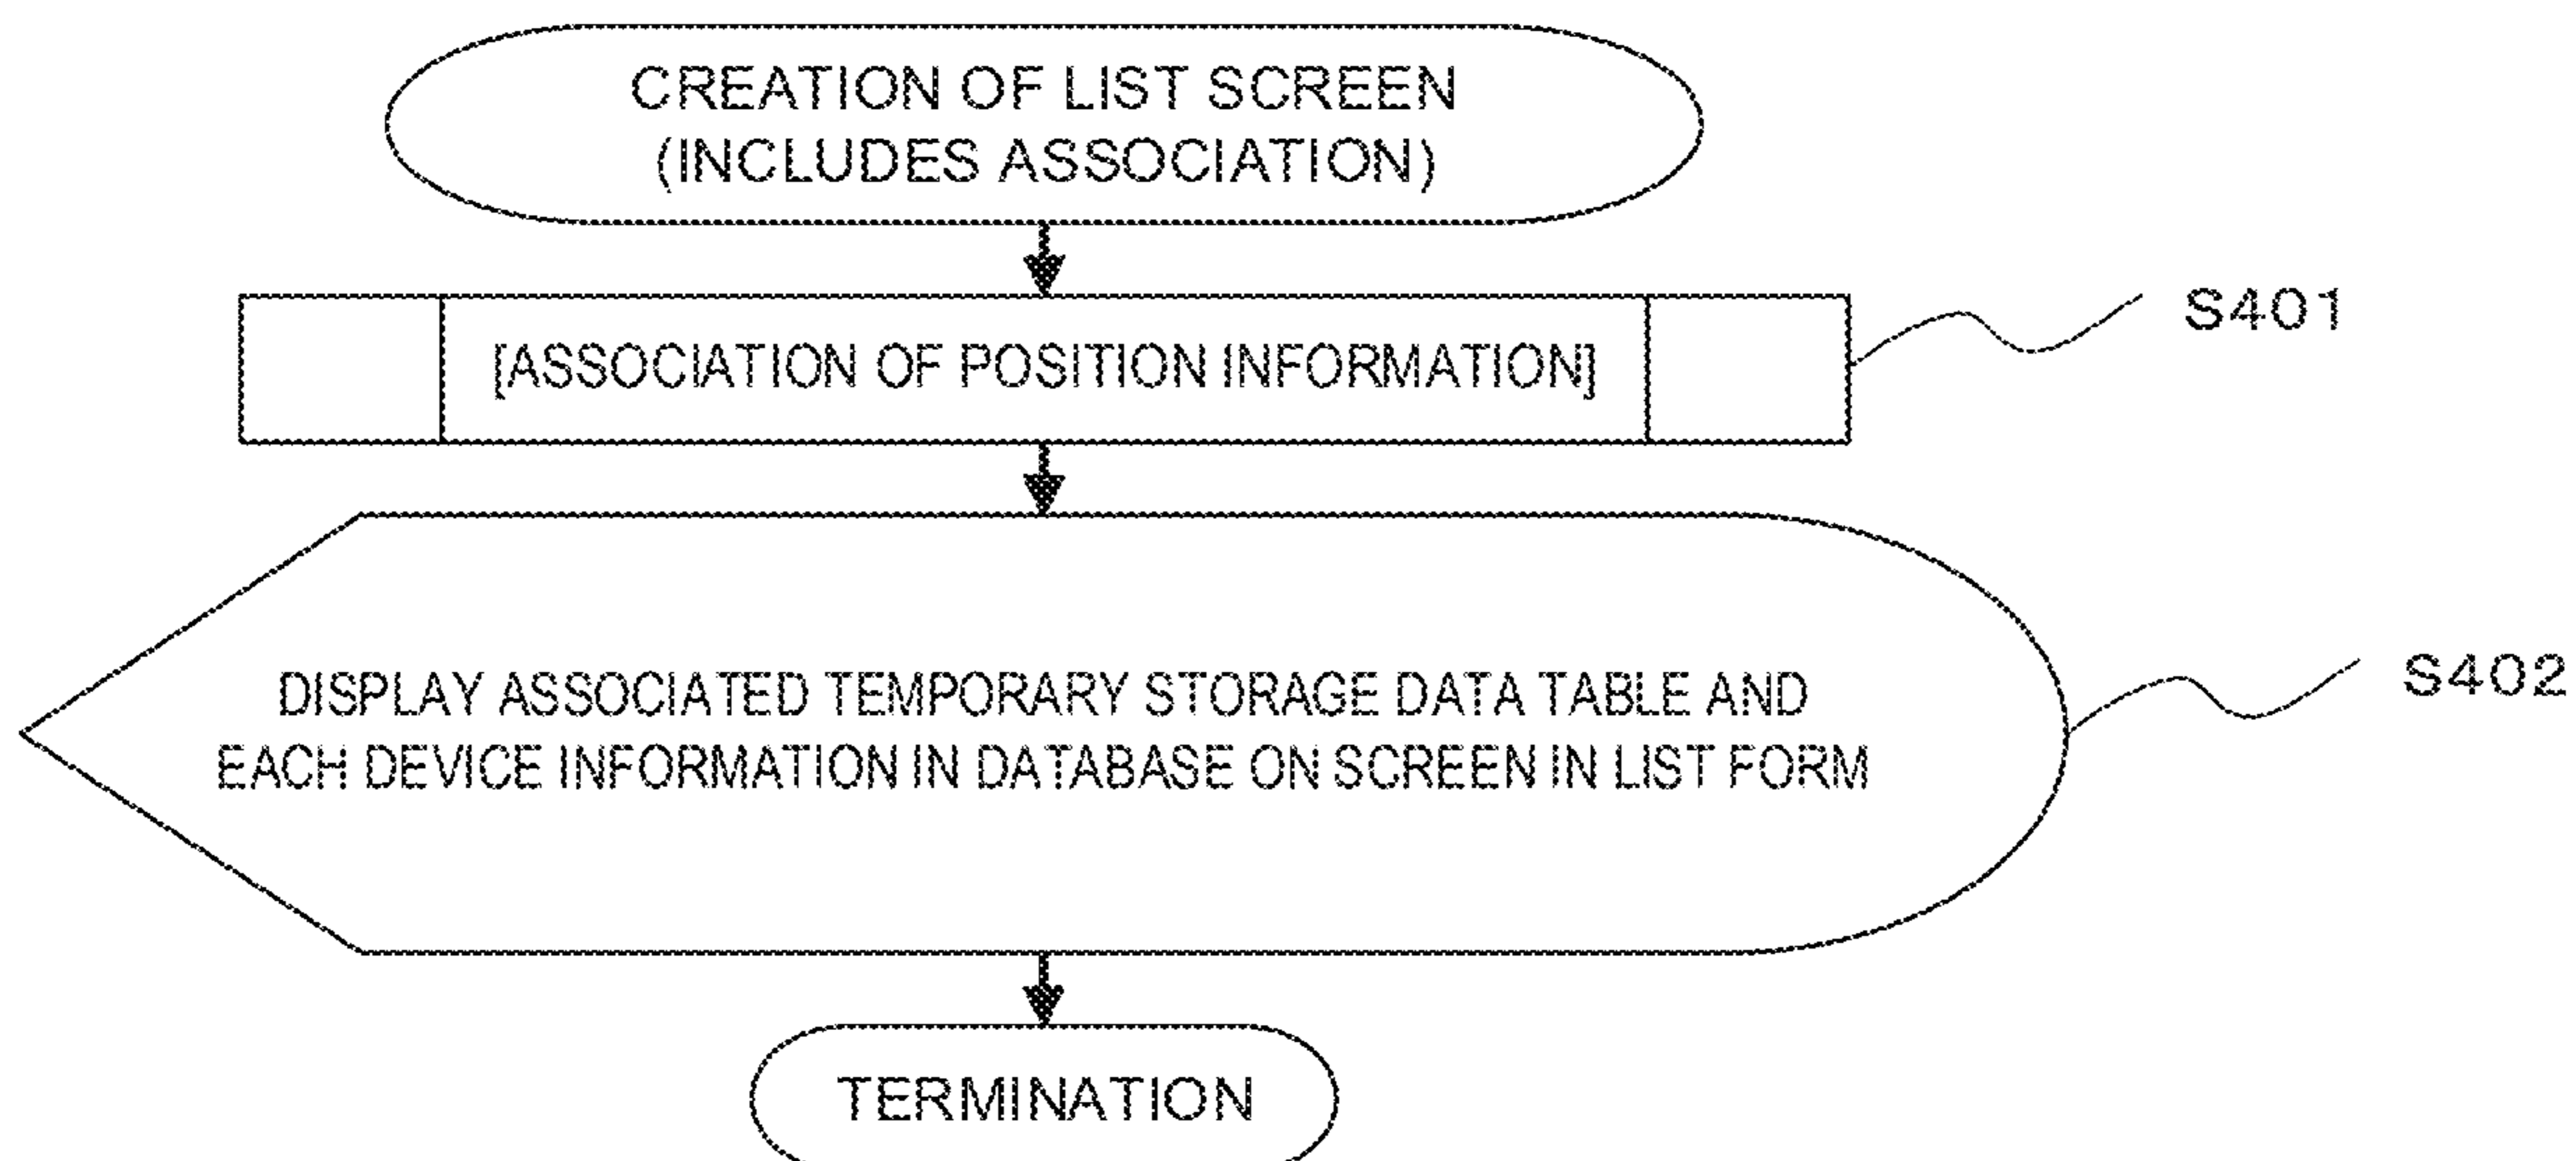 CREATION OF LIST SCREEN
(INCLUDES ASSOCIATION)
[ASSOCIATION OF POSITION INFORMATION]
S401
DISPLAY ASSOCIATED TEMPORARY STORAGE DATA TABLE AND
EACH DEVICE INFORMATION IN DATABASE ON SCREEN IN LIST FORM
S402
TERMINATION